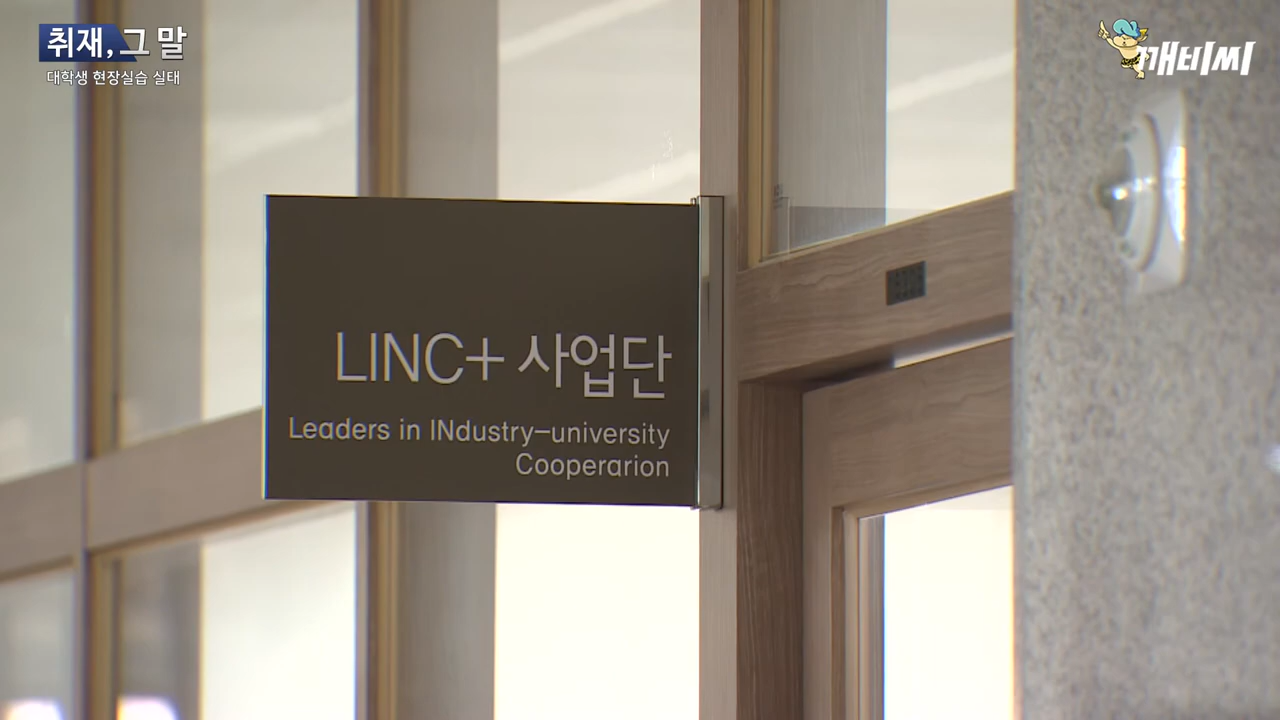 취재, 그 말
대학생 현장실습 실태
깨티비씨
LINC+ 사업단
Leaders in INdustry-university
Cooperarion